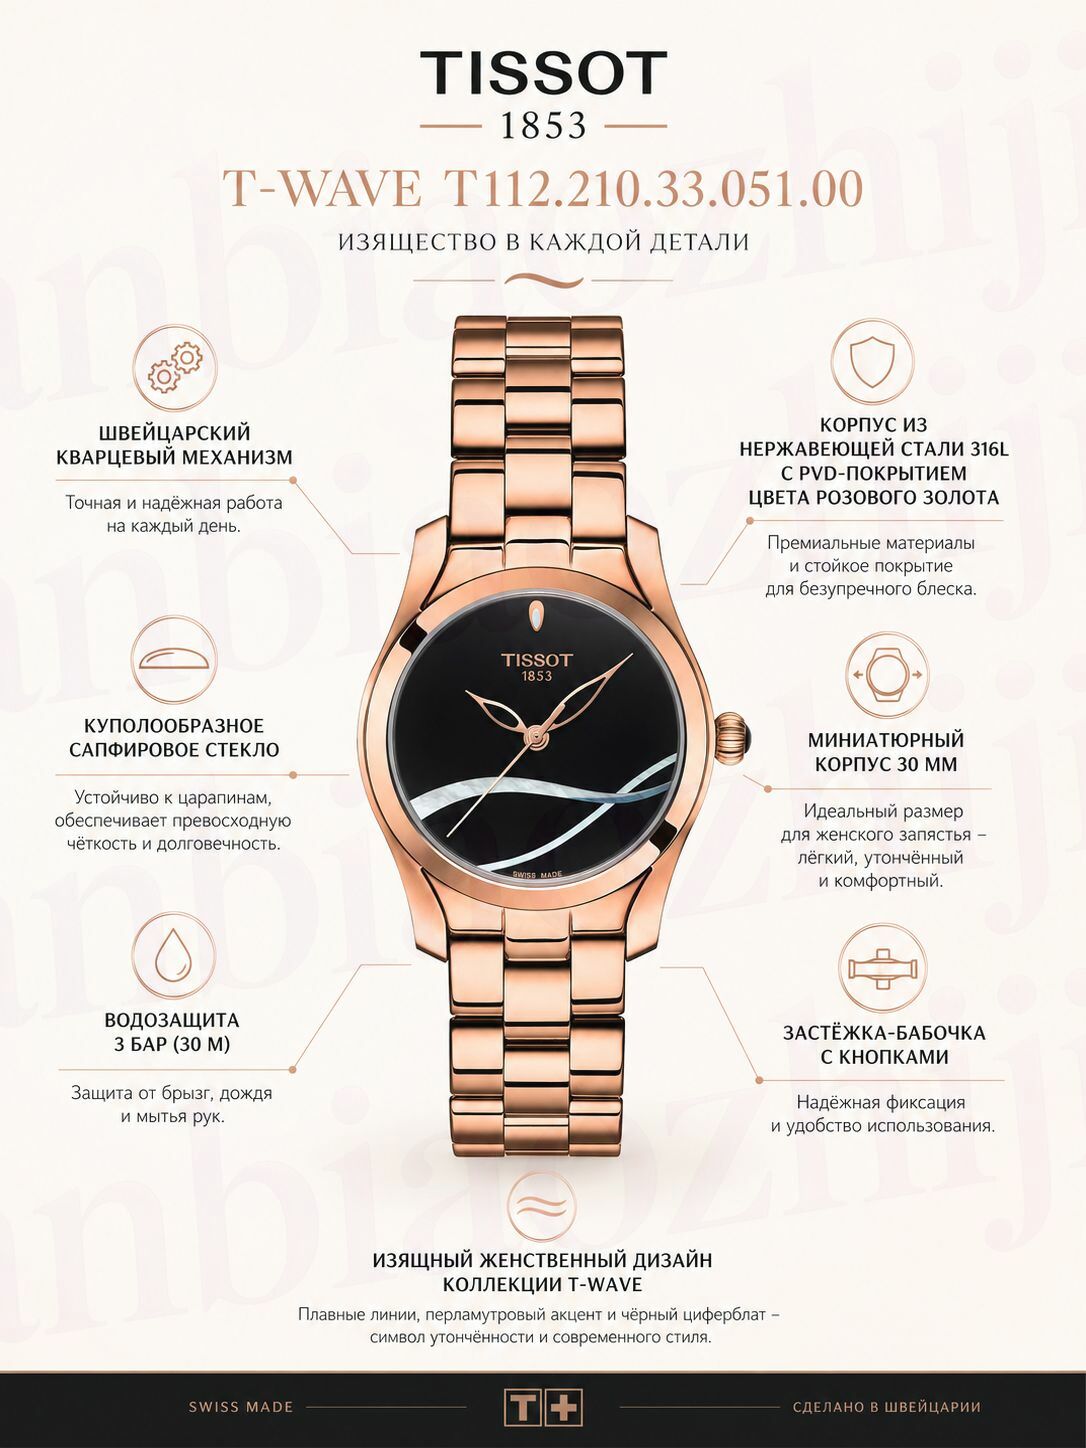 TISSOT
1853
T-WAVE T112.210.33.051.00
ИЗЯЩЕСТВО В КАЖДОЙ ДЕТАЛИ
ШВЕЙЦАРСКИЙ
КВАРЦЕВЫЙ МЕХАНИЗМ
Точная и надёжная работа
на каждый день.
КОРПУС ИЗ
НЕРЖАВЕЮЩЕЙ СТАЛИ 316L
С PVD-ПОКРЫТИЕМ
ЦВЕТА РОЗОВОГО ЗОЛОТА
Премиальные материалы
и стойкое покрытие
для безупречного блеска.
TISSOT
1853
SWISS MADE
КУПОЛООБРАЗНОЕ
САПФИРОВОЕ СТЕКЛО
Устойчиво к царапинам,
обеспечивает превосходную
чёткость и долговечность.
МИНИАТЮРНЫЙ
КОРПУС 30 ММ
Идеальный размер
для женского запястья –
лёгкий, утончённый
и комфортный.
ВОДОЗАЩИТА
3 БАР (30 М)
Защита от брызг, дождя
и мытья рук.
ЗАСТЁЖКА-БАБОЧКА
С КНОПКАМИ
Надёжная фиксация
и удобство использования.
ИЗЯЩНЫЙ ЖЕНСТВЕННЫЙ ДИЗАЙН
КОЛЛЕКЦИИ T-WAVE
Плавные линии, перламутровый акцент и чёрный циферблат –
символ утончённости и современного стиля.
SWISS MADE
T+
СДЕЛАНО В ШВЕЙЦАРИИ